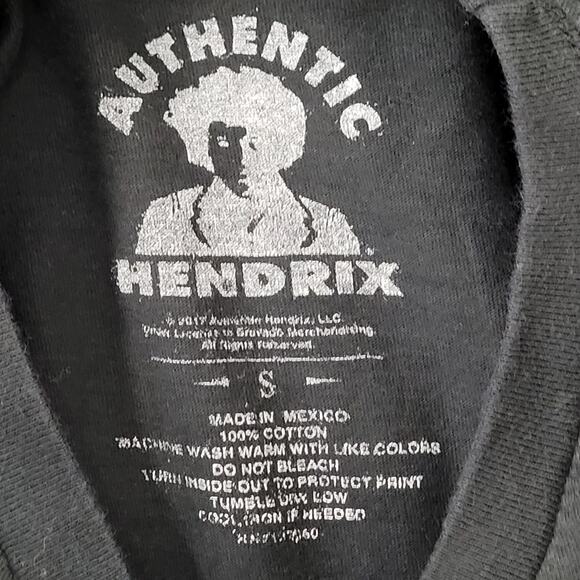 AUTHENTIC
HENDRIX
© 2017 Authentic Hendrix, LLC.
Under License to Bravado Merchandising.
All Rights Reserved.
S
MADE IN MEXICO
100% COTTON
MACHINE WASH WARM WITH LIKE COLORS
DO NOT BLEACH
TURN INSIDE OUT TO PROTECT PRINT
TUMBLE DRY LOW
COOL IRON IF NEEDED